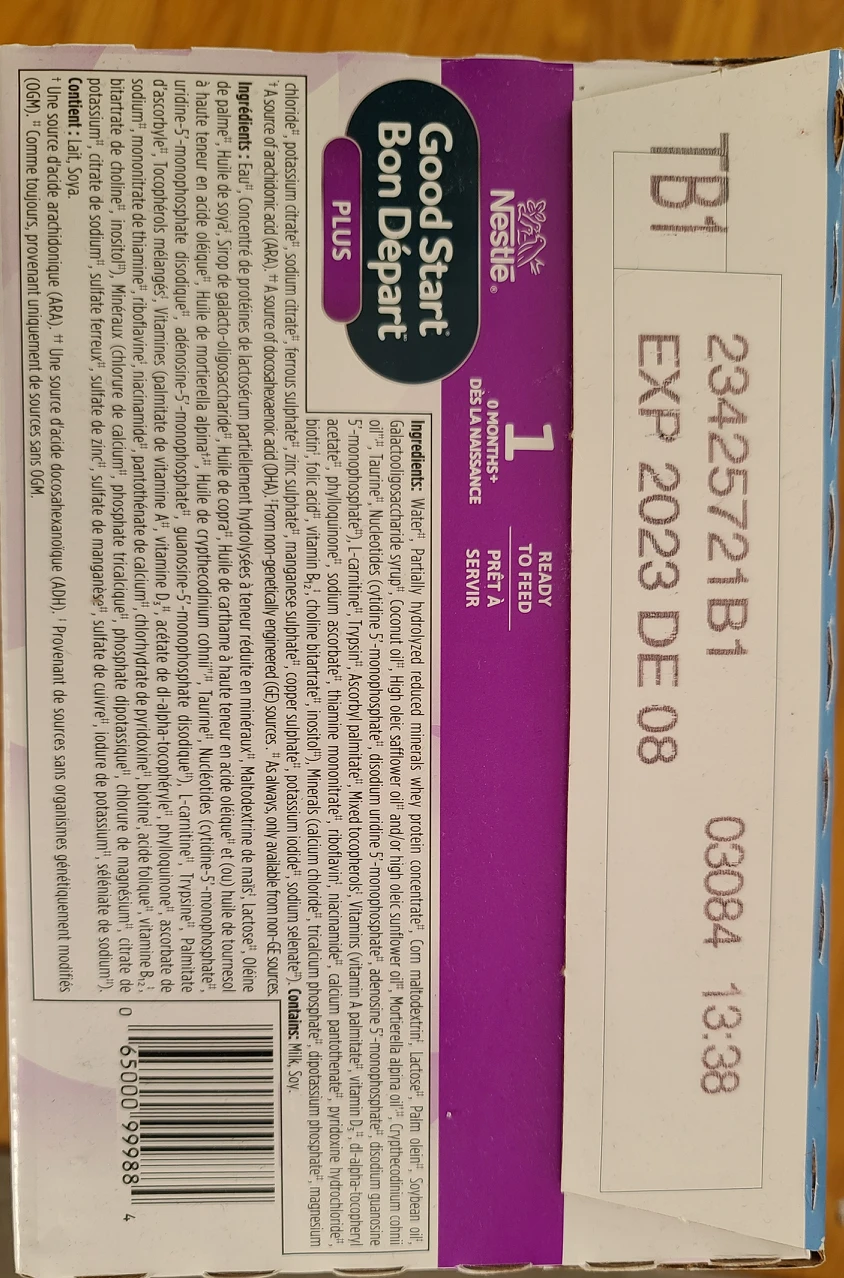 TB1
23425721B1 03084 13:38
EXP 2023 DE 08
Nestlē®
Good Start
Bon Départ
PLUS
1
0 MONTHS+
DÈS LA NAISSANCE
READY
TO FEED
PRÊT À
SERVIR
Ingredients: Water‡‡, Partially hydrolyzed reduced minerals whey protein concentrate‡‡, Corn maltodextrin‡, Lactose‡‡, Palm olein‡‡, Soybean oil‡,
Galactooligosaccharide syrup‡‡, Coconut oil‡‡, High oleic safflower oil‡‡ and/or high oleic sunflower oil‡‡, Mortierella alpina oil†,‡‡, Crypthecodinium cohnii
oil††,‡‡, Taurine‡‡, Nucleotides (cytidine 5'-monophosphate‡‡, disodium uridine 5'-monophosphate‡‡, adenosine 5'-monophosphate‡‡, disodium guanosine
5'-monophosphate‡‡), L-carnitine‡‡, Trypsin‡‡, Ascorbyl palmitate‡‡, Mixed tocopherols‡, Vitamins (vitamin A palmitate‡‡, vitamin D₃‡‡, dl-alpha-tocopheryl
acetate‡‡, phylloquinone‡‡, sodium ascorbate‡‡, thiamine mononitrate‡‡, riboflavin‡, niacinamide‡‡, calcium pantothenate‡‡, pyridoxine hydrochloride‡‡,
biotin‡, folic acid‡‡, vitamin B₁₂‡, choline bitartrate‡‡, inositol‡‡), Minerals (calcium chloride‡‡, tricalcium phosphate‡‡, dipotassium phosphate‡‡, magnesium
chloride‡‡, potassium citrate‡‡, sodium citrate‡‡, ferrous sulphate‡‡, zinc sulphate‡‡, manganese sulphate‡‡, copper sulphate‡‡, potassium iodide‡‡, sodium selenate‡‡). Contains: Milk, Soy.
† A source of arachidonic acid (ARA). †† A source of docosahexaenoic acid (DHA). ‡From non-genetically engineered (GE) sources. ‡‡ As always, only available from non-GE sources.
Ingrédients : Eau‡‡, Concentré de protéines de lactosérum partiellement hydrolysées à teneur réduite en minéraux‡‡, Maltodextrine de maïs‡, Lactose‡‡, Oléine
de palme‡‡, Huile de soya‡, Sirop de galacto-oligosaccharide‡‡, Huile de copra‡‡, Huile de carthame à haute teneur en acide oléique‡‡ et (ou) huile de tournesol
à haute teneur en acide oléique‡‡, Huile de mortierella alpina†,‡‡, Huile de crypthecodinium cohnii††,‡‡, Taurine‡‡, Nucléotides (cytidine-5'-monophosphate‡‡,
uridine-5'-monophosphate disodique‡‡, adénosine-5'-monophosphate‡‡, guanosine-5'-monophosphate disodique‡‡), L-carnitine‡‡, Trypsine‡‡, Palmitate
d'ascorbyle‡‡, Tocophérols mélangés‡, Vitamines (palmitate de vitamine A‡‡, vitamine D₃‡‡, acétate de dl-alpha-tocophéryle‡‡, phylloquinone‡‡, ascorbate de
sodium‡‡, mononitrate de thiamine‡‡, riboflavine‡, niacinamide‡‡, pantothénate de calcium‡‡, chlorhydrate de pyridoxine‡‡, biotine‡, acide folique‡‡, vitamine B₁₂‡,
bitartrate de choline‡‡, inositol‡‡), Minéraux (chlorure de calcium‡‡, phosphate tricalcique‡‡, phosphate dipotassique‡‡, chlorure de magnésium‡‡, citrate de
potassium‡‡, citrate de sodium‡‡, sulfate ferreux‡‡, sulfate de zinc‡‡, sulfate de manganèse‡‡, sulfate de cuivre‡‡, iodure de potassium‡‡, séléniate de sodium‡‡).
Contient : Lait, Soya.
† Une source d'acide arachidonique (ARA). †† Une source d'acide docosahexanoïque (ADH). ‡ Provenant de sources sans organismes génétiquement modifiés
(OGM). ‡‡ Comme toujours, provenant uniquement de sources sans OGM.
0 65000 99988 4